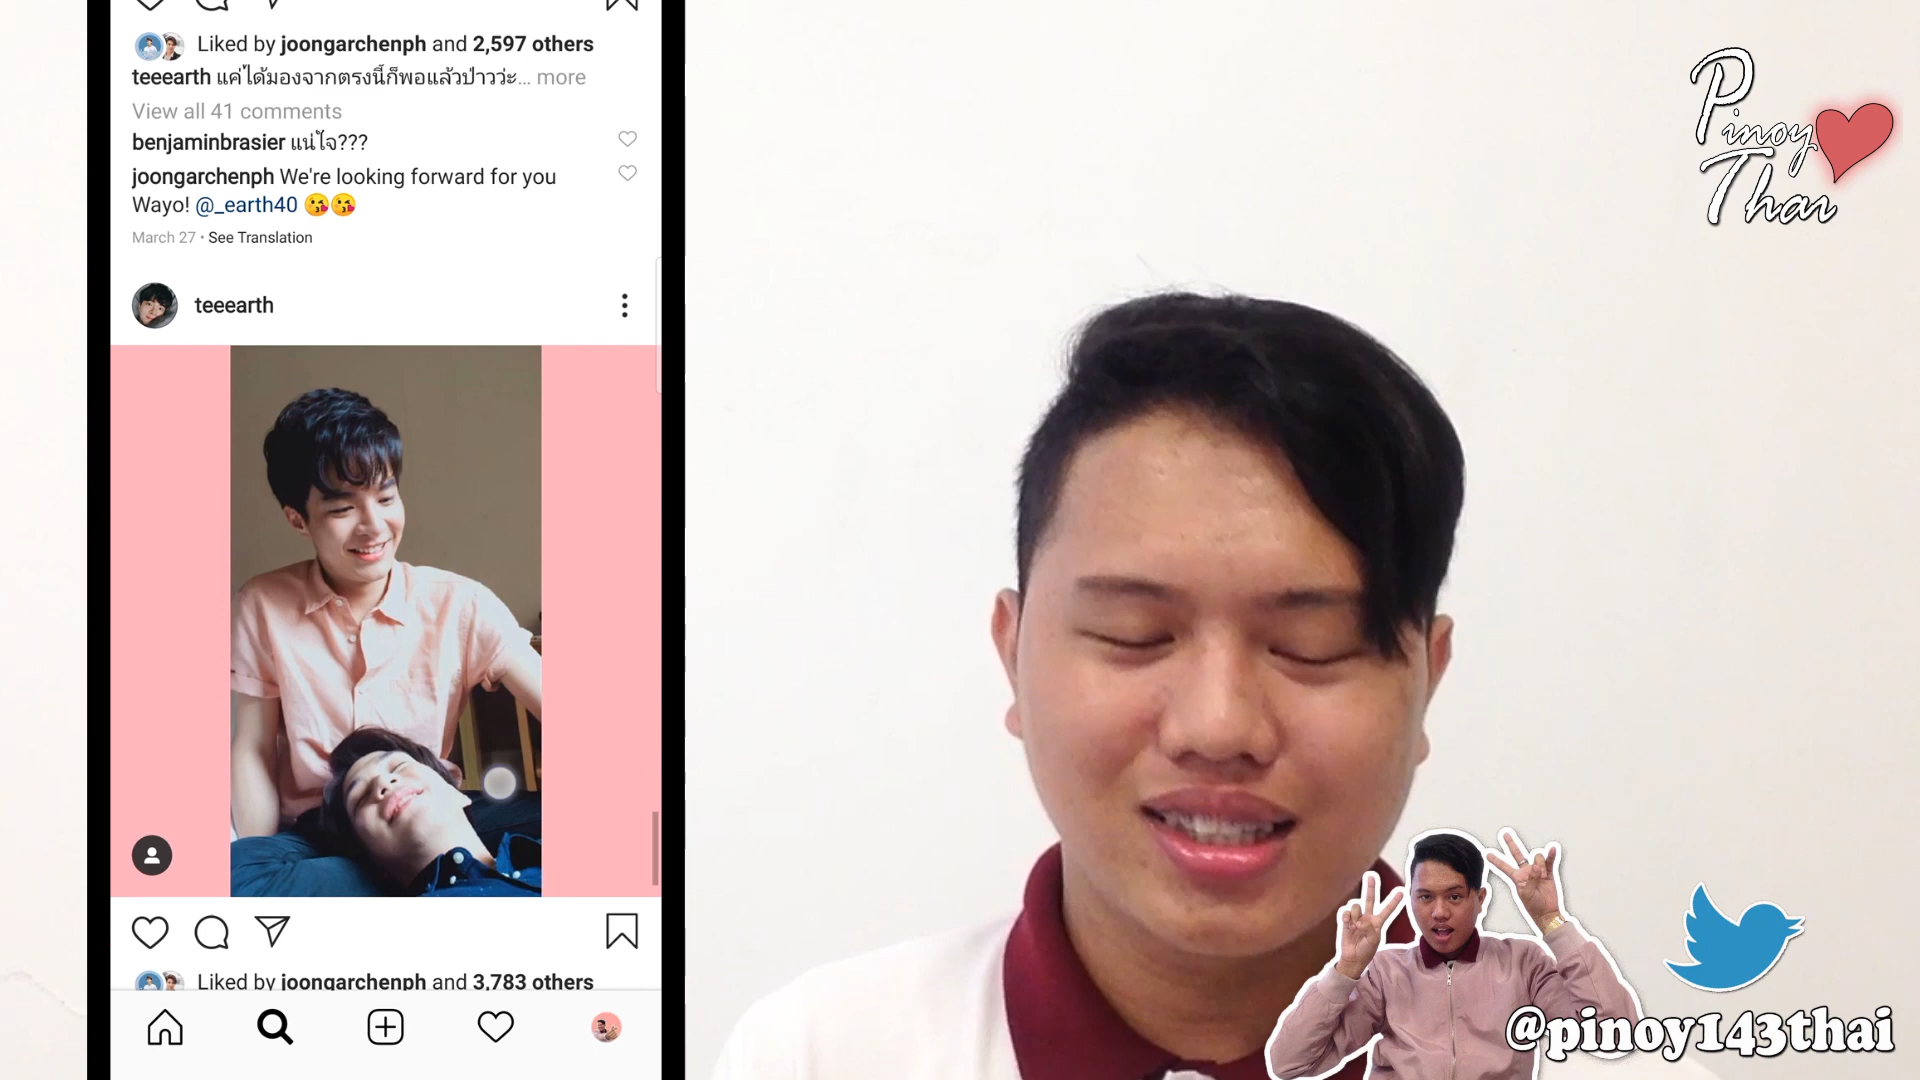 Liked by joongarchenph and 2,597 others
teeearth แค่ได้มองจากตรงนี้ก็พอแล้วป่าวว่ะ... more
View all 41 comments
benjaminbrasier แน่ใจ???
joongarchenph We're looking forward for you
Wayo! @_earth40 😘😘
March 27 • See Translation
teeearth
Liked by joongarchenph and 3,783 others
Pinoy
Thai
@pinoy143thai